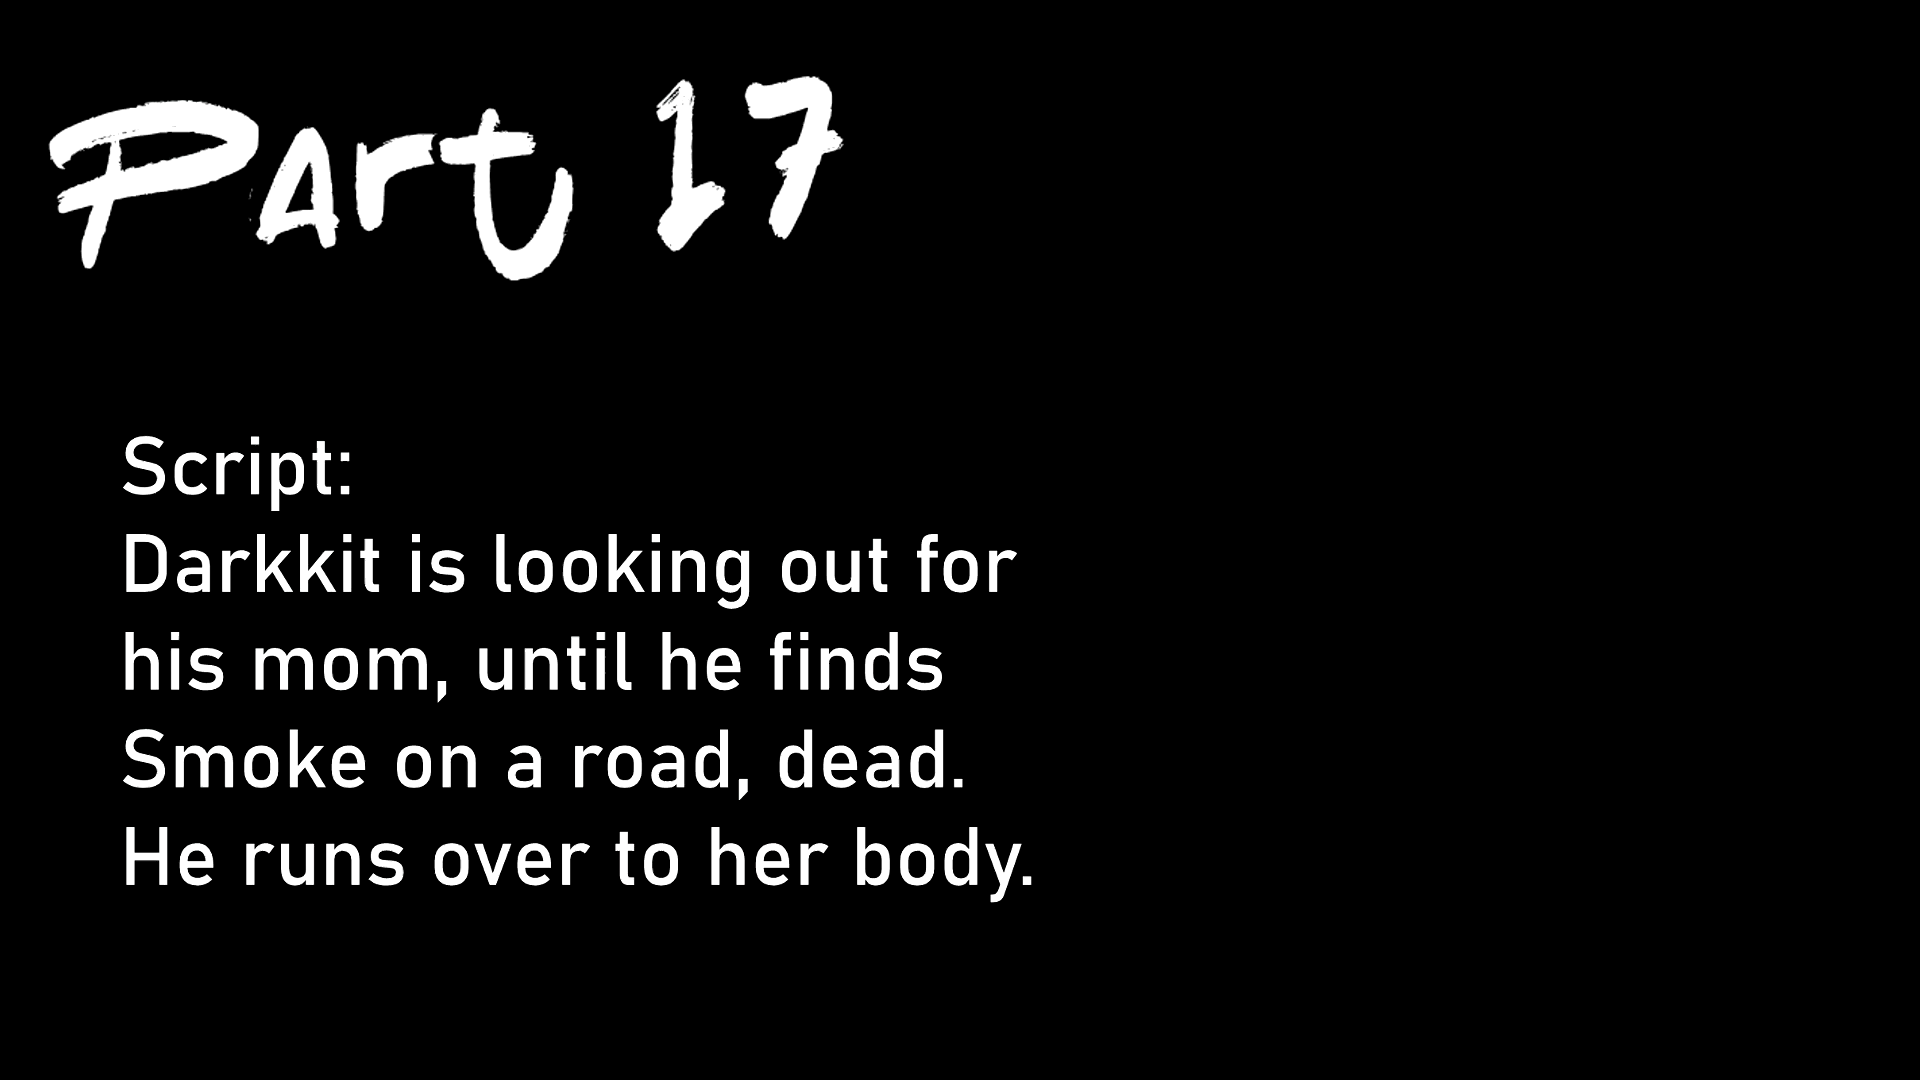 Part 17
Script:
Darkkit is looking out for
his mom, until he finds
Smoke on a road, dead.
He runs over to her body.